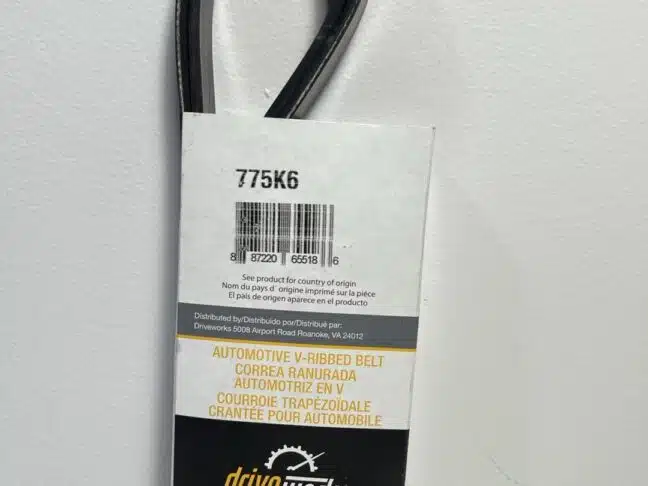 775K6
8 87220 65518 6
See product for country of origin
Nom du pays d' origine imprimé sur la pièce
El país de origen aparece en el producto
Distributed by/Distribuido por/Distribué par:
Driveworks 5008 Airport Road Roanoke, VA 24012
AUTOMOTIVE V-RIBBED BELT
CORREA RANURADA
AUTOMOTRIZ EN V
COURROIE TRAPÉZOÏDALE
CRANTÉE POUR AUTOMOBILE